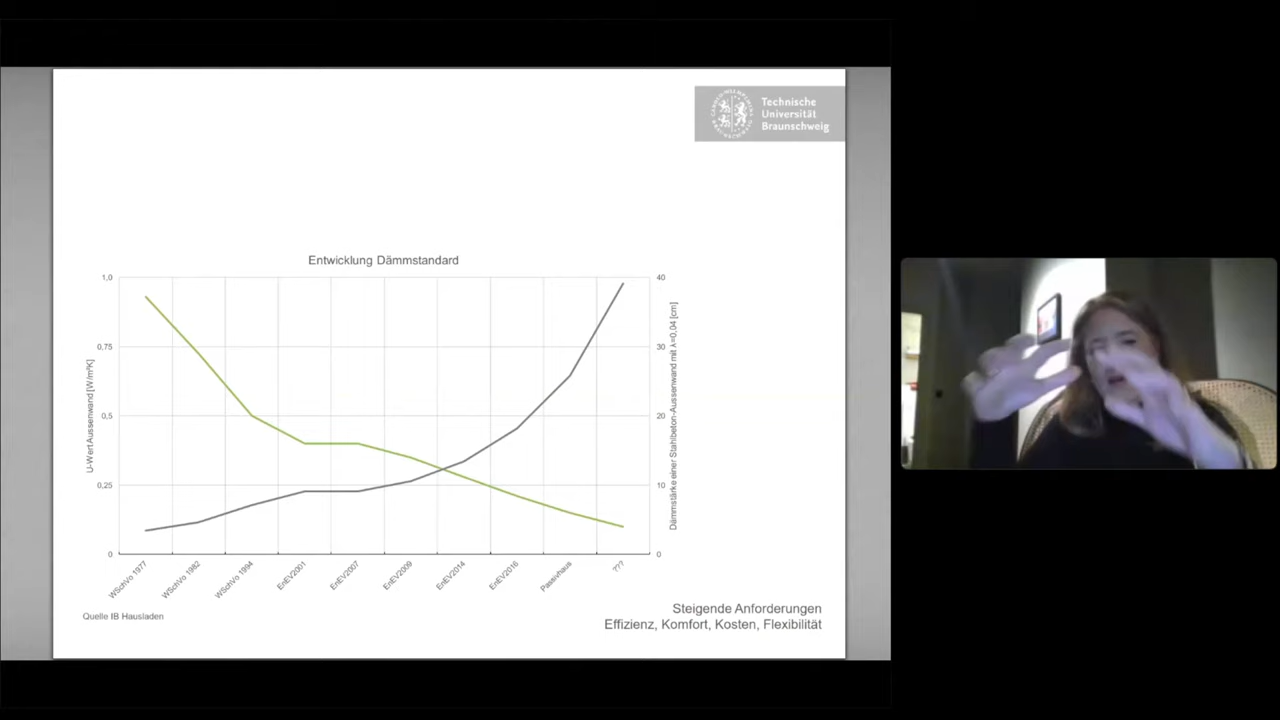 Technische
Universität
Braunschweig
Entwicklung Dämmstandard
1,0
0,75
0,5
0,25
0
40
30
20
10
0
U-Wert Aussenwand [W/m²K]
Dämmstärke einer Stahlbeton-Aussenwand mit λ=0,04 [cm]
WSchVo 1977
WSchVo 1982
WSchVo 1994
EnEV2001
EnEV2007
EnEV2009
EnEV2014
EnEV2016
Passivhaus
???
Quelle IB Hausladen
Steigende Anforderungen
Effizienz, Komfort, Kosten, Flexibilität